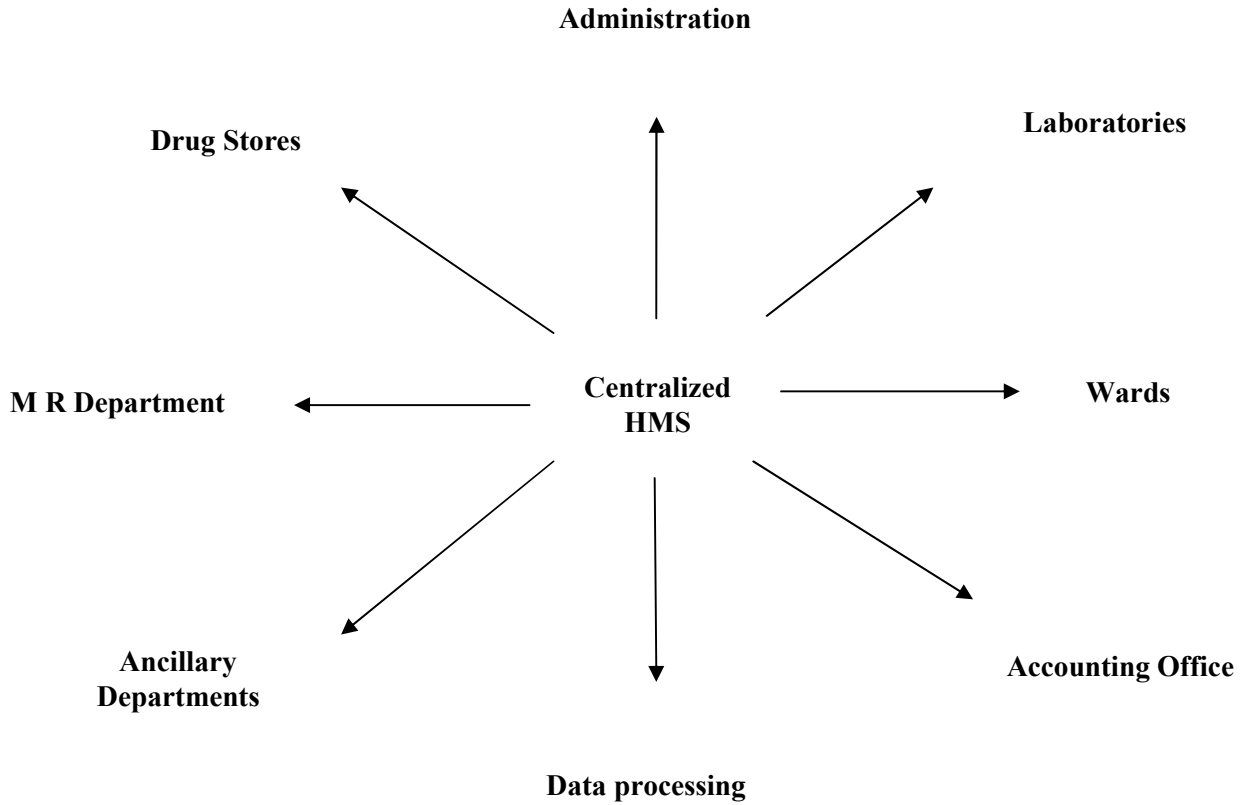 Administration
Drug Stores
Laboratories
M R Department
Centralized
HMS
Wards
Ancillary
Departments
Accounting Office
Data processing